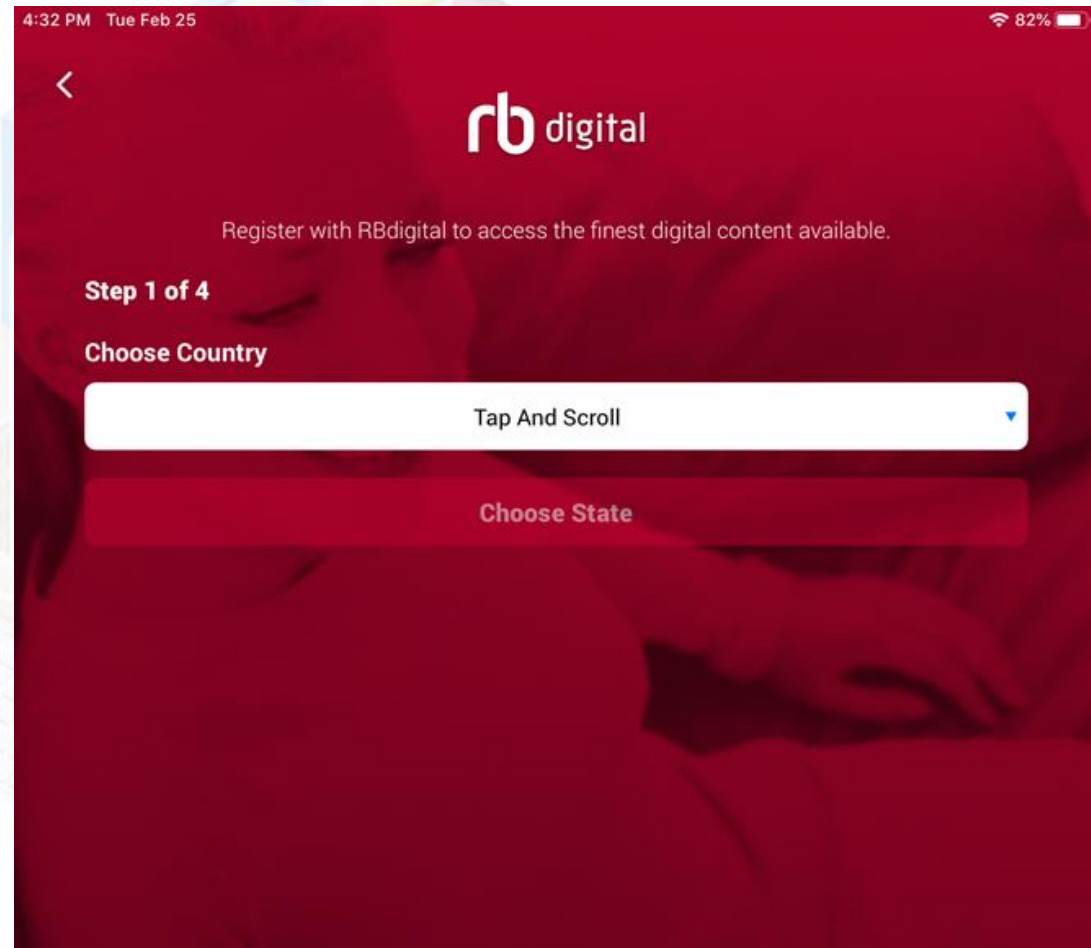 4:32 PM Tue Feb 25 82%
rb digital
Register with RBdigital to access the finest digital content available.
Step 1 of 4
Choose Country
Tap And Scroll
Choose State